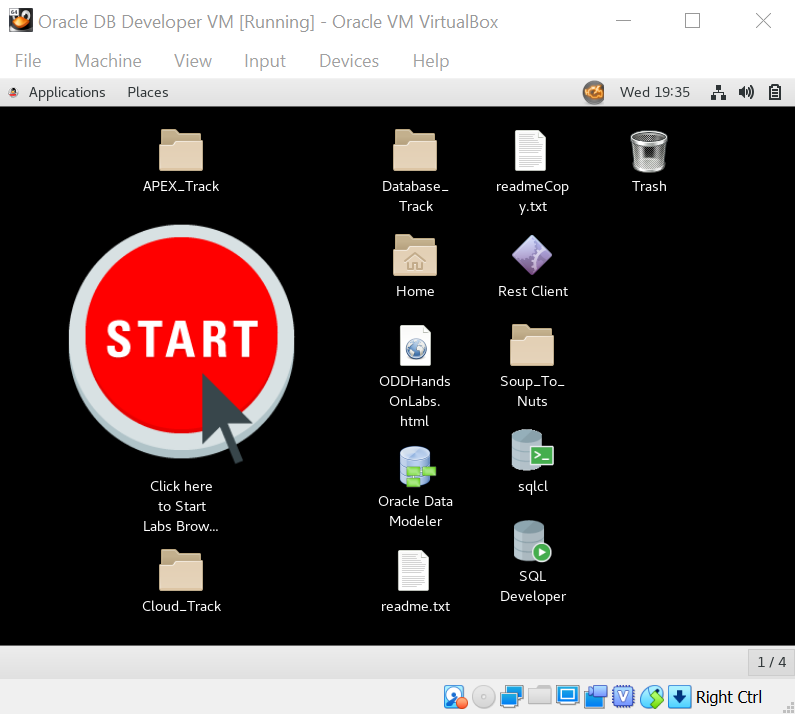 Oracle DB Developer VM [Running] - Oracle VM VirtualBox
File Machine View Input Devices Help
Applications Places Wed 19:35
APEX_Track
Database_
Track
readmeCop
y.txt
Trash
START
Home
Rest Client
ODDHands
OnLabs.
html
Soup_To_
Nuts
Click here
to Start
Labs Brow...
Oracle Data
Modeler
sqlcl
Cloud_Track
readme.txt
SQL
Developer
1 / 4
V
Right Ctrl